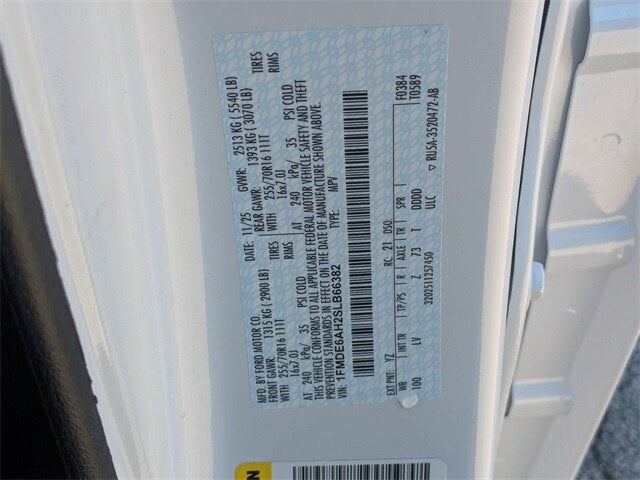 MFD. BY FORD MOTOR CO.
DATE: 11/25 GVWR: 2513 KG ( 5540 LB)
FRONT GAWR: 1315 KG ( 2900 LB) REAR GAWR: 1393 KG ( 3070 LB)
WITH 255/70R16 111T TIRES WITH 255/70R16 111T TIRES
16x7.0J RIMS 16x7.0J RIMS
AT 240 kPa/ 35 PSI COLD AT 240 kPa/ 35 PSI COLD
THIS VEHICLE CONFORMS TO ALL APPLICABLE FEDERAL MOTOR VEHICLE SAFETY AND THEFT
PREVENTION STANDARDS IN EFFECT ON THE DATE OF MANUFACTURE SHOWN ABOVE.
VIN: 1FMDE6AH2SLB66382 TYPE: MPV
F0384
EXT PNT: YZ RC: 21 DSO: T0589
WB INT TR TP/PS R AXLE TR SPR
100 LV Z 73 T DDDD
ULC RU5A-3520472-AB
3202511257450
N